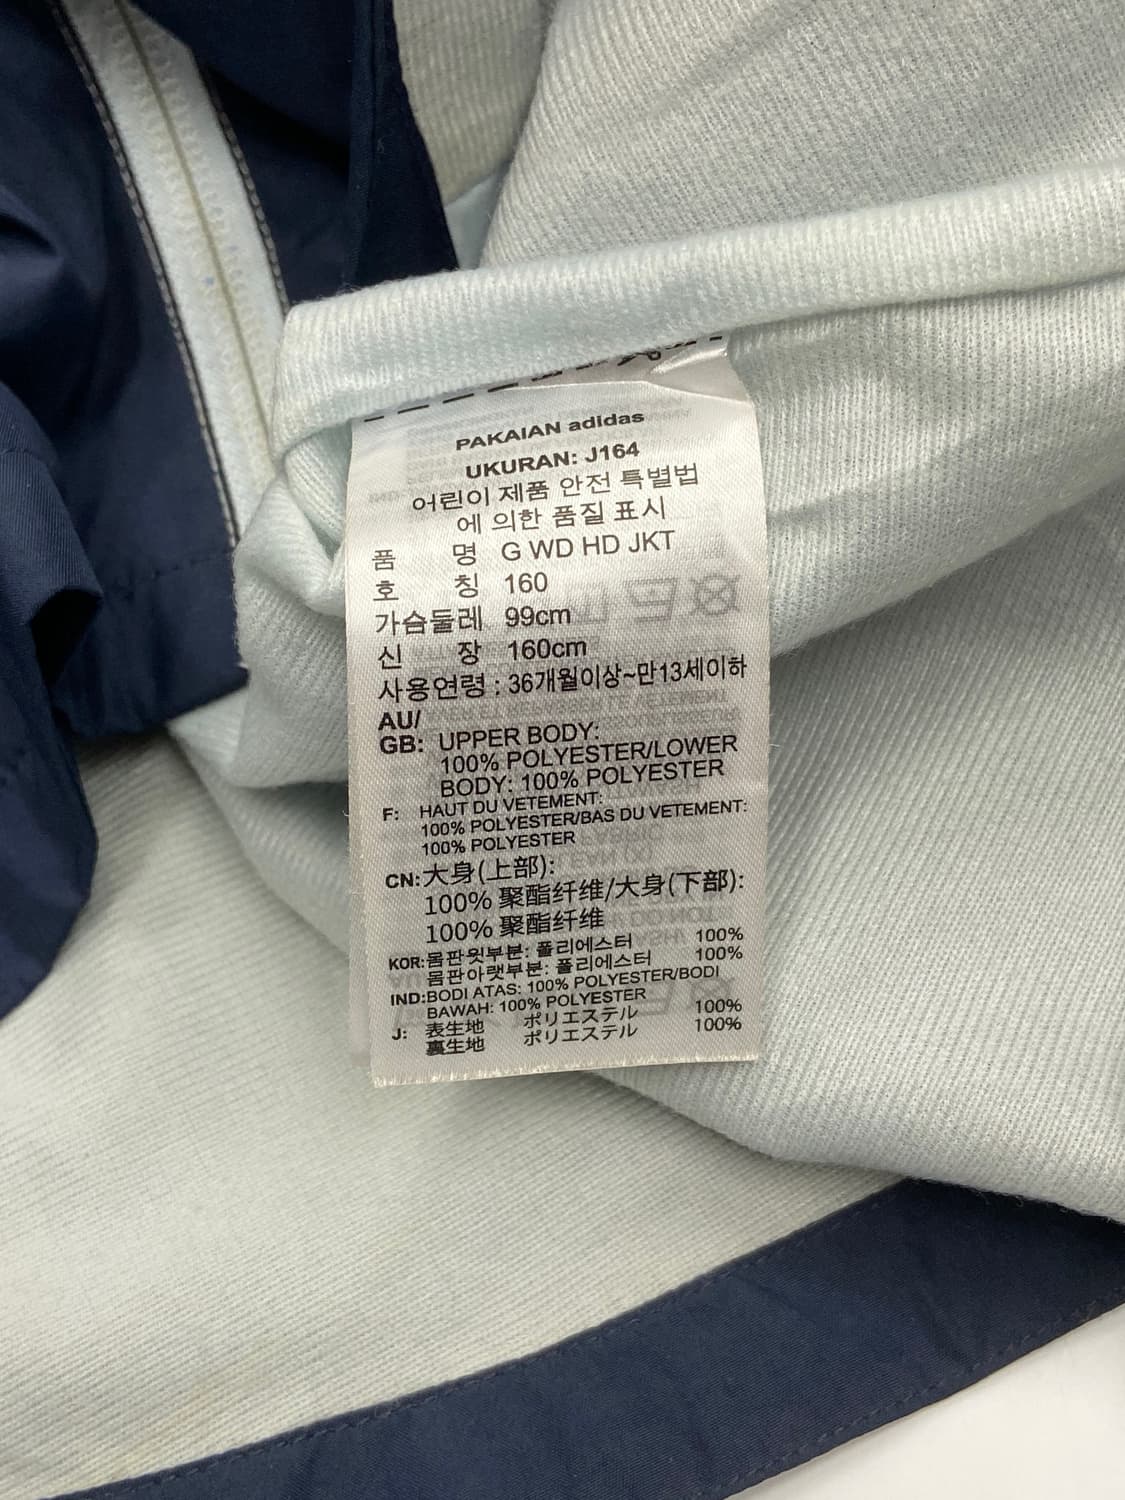 PAKAIAN adidas
UKURAN: J164
어린이 제품 안전 특별법
에 의한 품질 표시
품 명 G WD HD JKT
호 칭 160
가슴둘레 99cm
신 장 160cm
사용연령 : 36개월이상~만13세이하
AU/
GB: UPPER BODY:
100% POLYESTER/LOWER
BODY: 100% POLYESTER
F: HAUT DU VETEMENT:
100% POLYESTER/BAS DU VETEMENT:
100% POLYESTER
CN:大身(上部):
100% 聚酯纤维/大身(下部):
100% 聚酯纤维
KOR:몸판윗부분: 폴리에스터 100%
몸판아랫부분: 폴리에스터 100%
IND:BODI ATAS: 100% POLYESTER/BODI
BAWAH: 100% POLYESTER
J: 表生地 ポリエステル 100%
裏生地 ポリエステル 100%